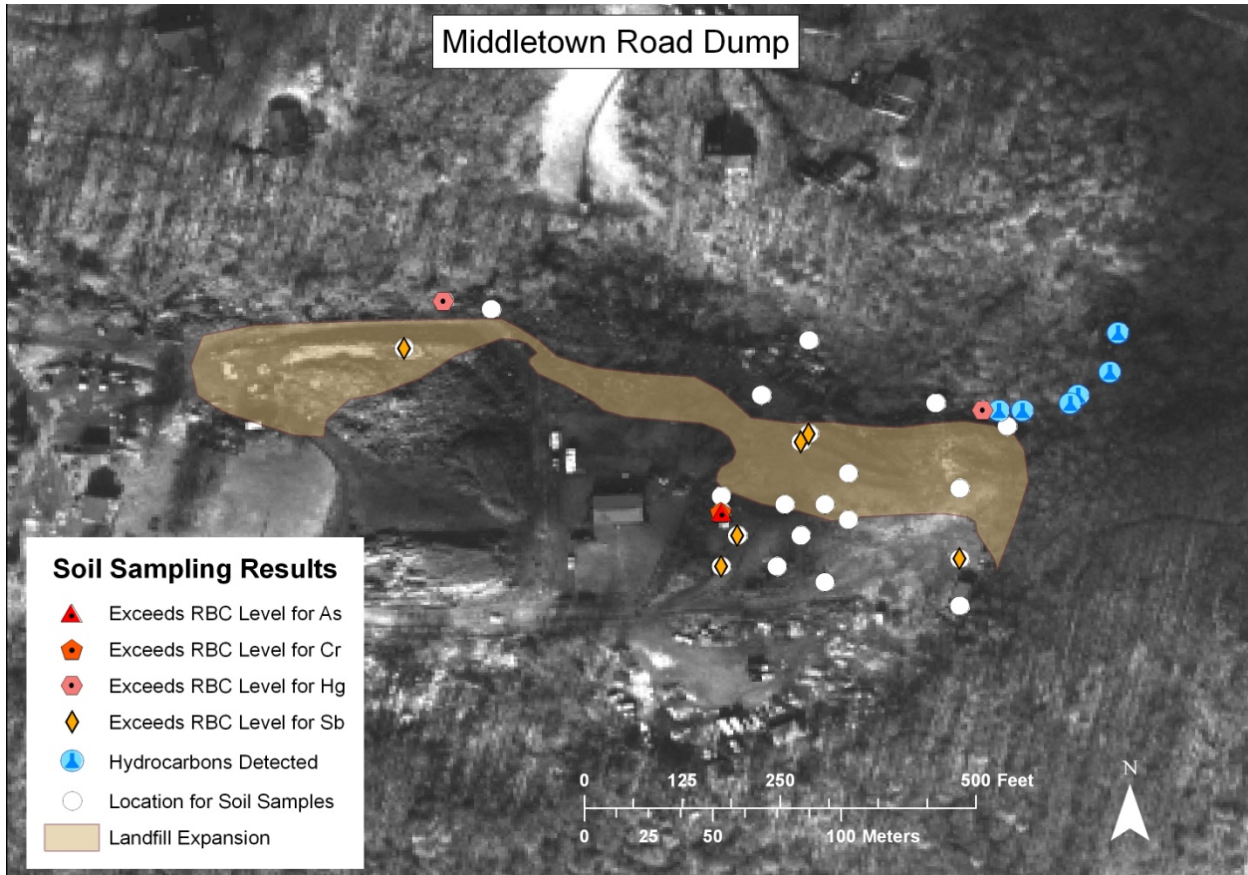 Middletown Road Dump
Soil Sampling Results
Exceeds RBC Level for As
Exceeds RBC Level for Cr
Exceeds RBC Level for Hg
Exceeds RBC Level for Sb
Hydrocarbons Detected
Location for Soil Samples
Landfill Expansion
0 125 250 500 Feet
0 25 50 100 Meters
N